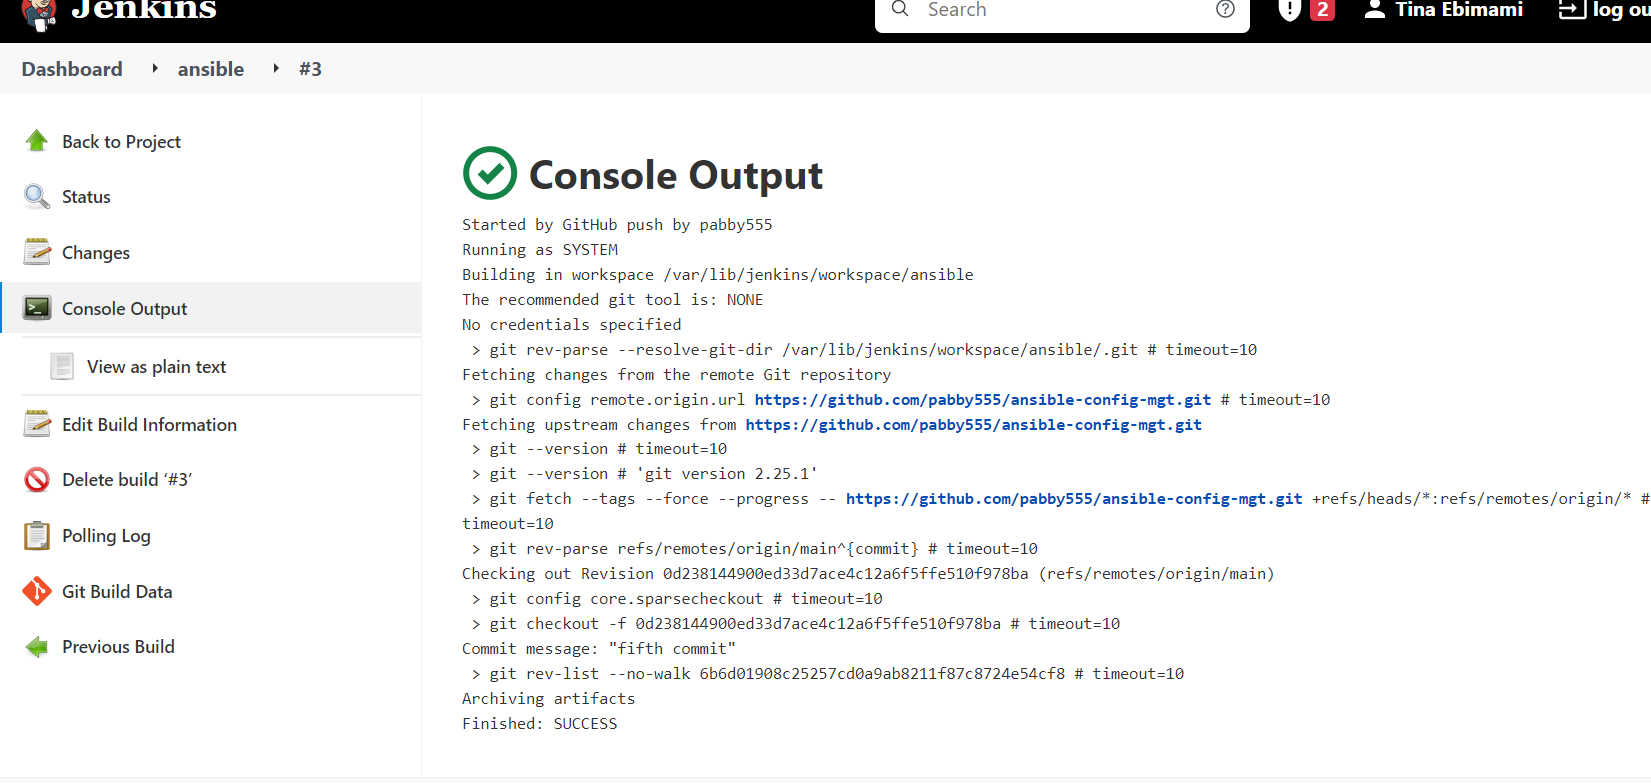 Jenkins
Search
2
Tina Ebimami
log ou
Dashboard ansible #3
Back to Project
Status
Changes
Console Output
View as plain text
Edit Build Information
Delete build ‘#3’
Polling Log
Git Build Data
Previous Build
Console Output
Started by GitHub push by pabby555
Running as SYSTEM
Building in workspace /var/lib/jenkins/workspace/ansible
The recommended git tool is: NONE
No credentials specified
> git rev-parse --resolve-git-dir /var/lib/jenkins/workspace/ansible/.git # timeout=10
Fetching changes from the remote Git repository
> git config remote.origin.url https://github.com/pabby555/ansible-config-mgt.git # timeout=10
Fetching upstream changes from https://github.com/pabby555/ansible-config-mgt.git
> git --version # timeout=10
> git --version # 'git version 2.25.1'
> git fetch --tags --force --progress -- https://github.com/pabby555/ansible-config-mgt.git +refs/heads/*:refs/remotes/origin/* #
timeout=10
> git rev-parse refs/remotes/origin/main^{commit} # timeout=10
Checking out Revision 0d238144900ed33d7ace4c12a6f5ffe510f978ba (refs/remotes/origin/main)
> git config core.sparsecheckout # timeout=10
> git checkout -f 0d238144900ed33d7ace4c12a6f5ffe510f978ba # timeout=10
Commit message: "fifth commit"
> git rev-list --no-walk 6b6d01908c25257cd0a9ab8211f87c8724e54cf8 # timeout=10
Archiving artifacts
Finished: SUCCESS